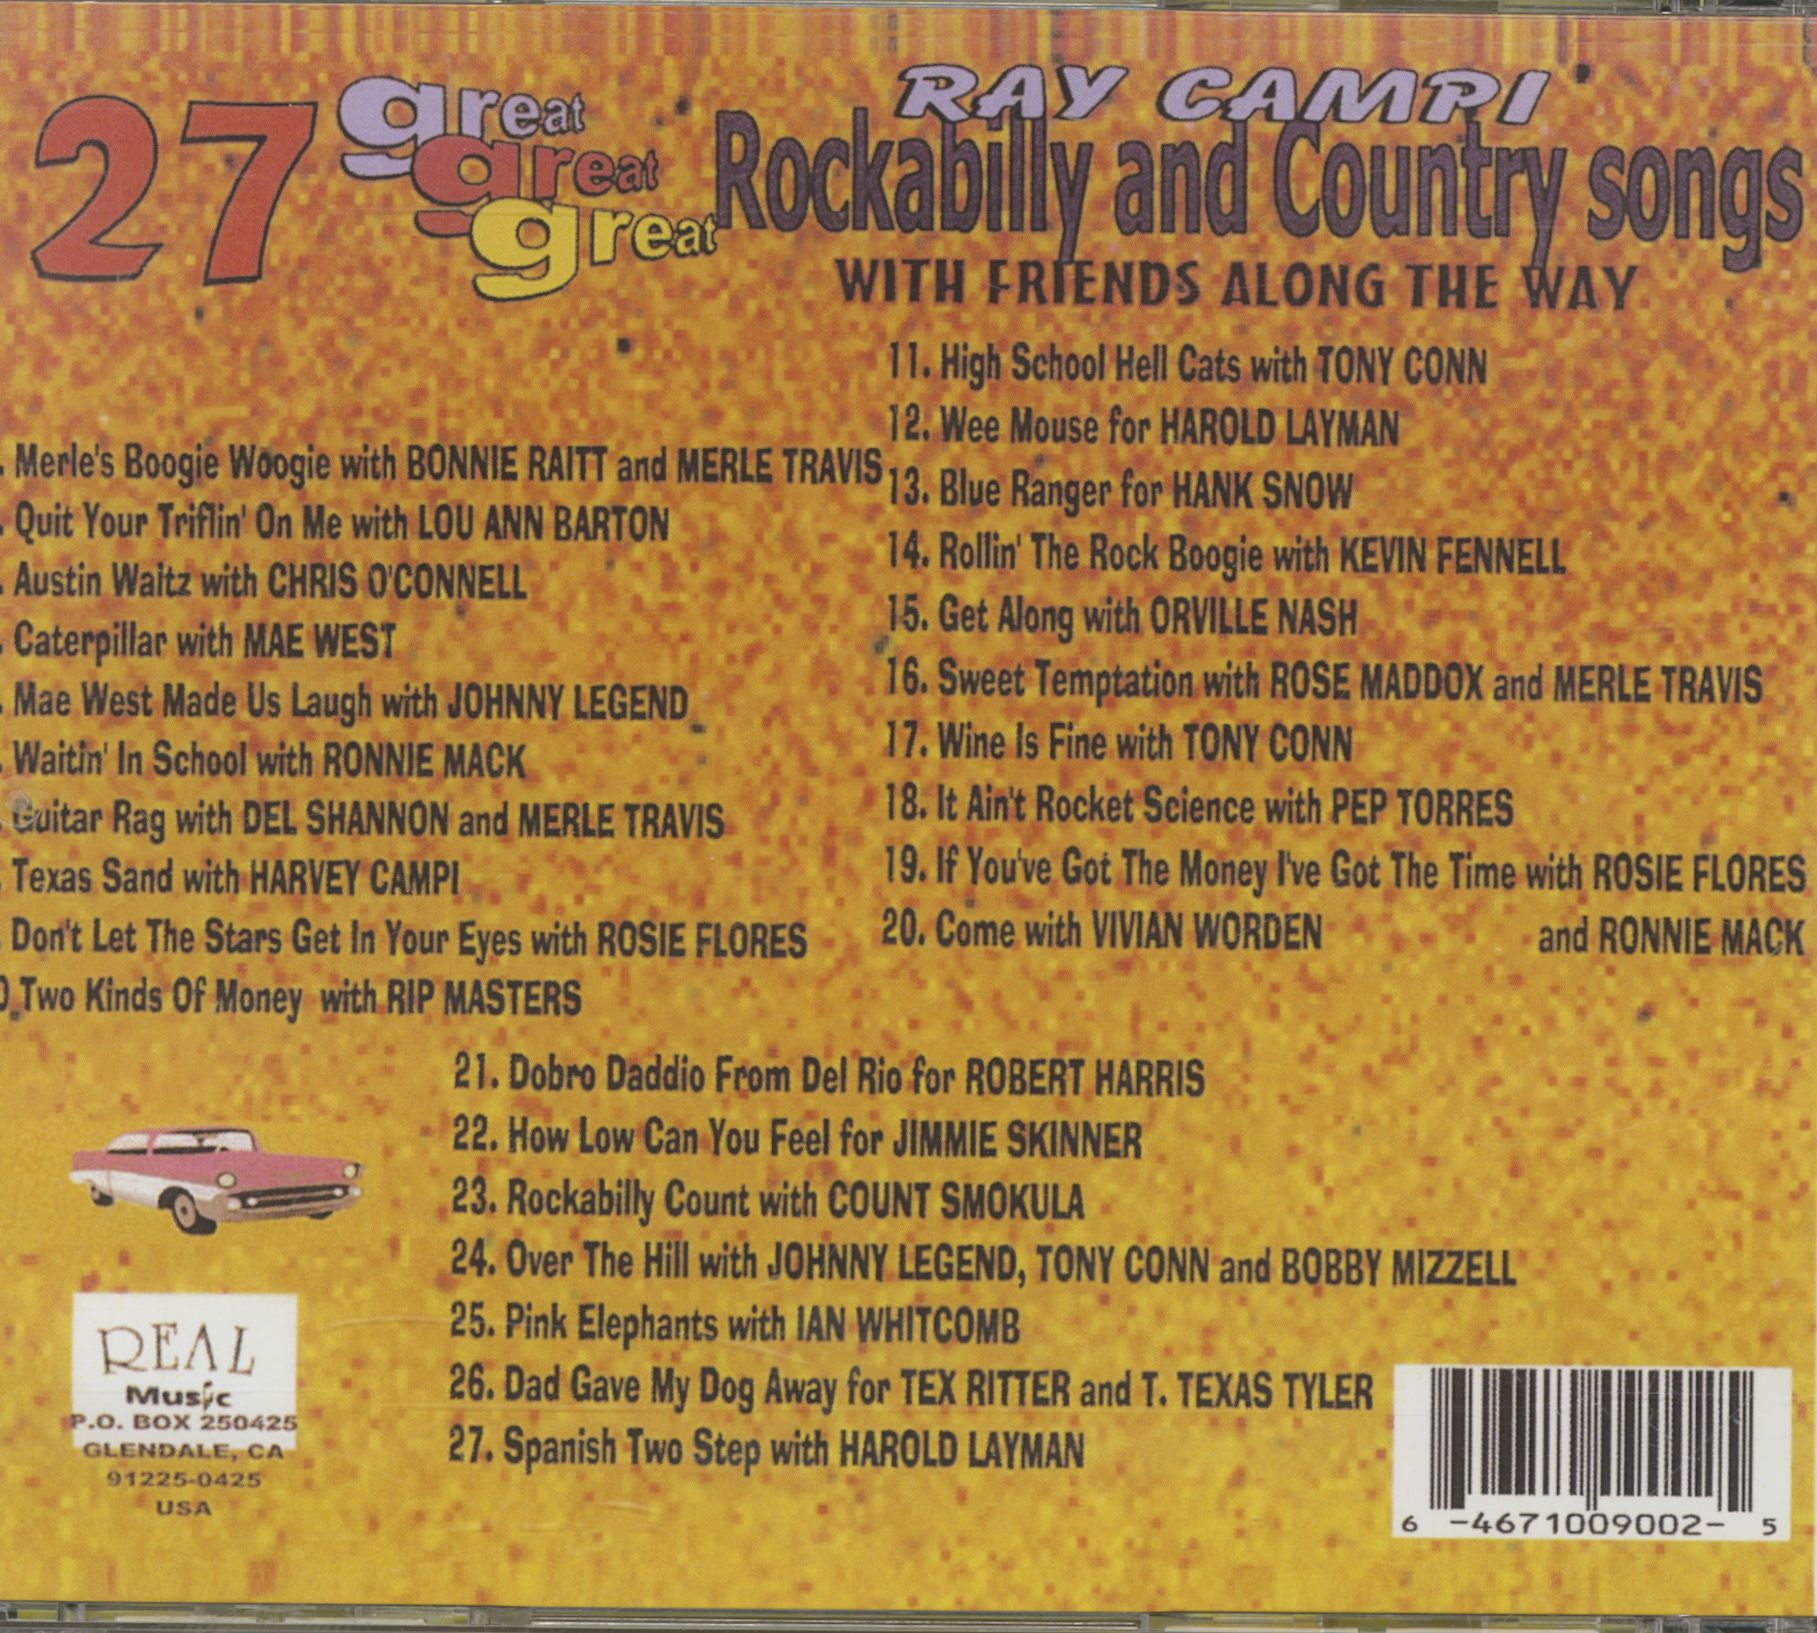 27 great great great
RAY CAMPI
Rockabilly and Country songs
WITH FRIENDS ALONG THE WAY
. Merle's Boogie Woogie with BONNIE RAITT and MERLE TRAVIS
. Quit Your Triflin' On Me with LOU ANN BARTON
. Austin Waltz with CHRIS O'CONNELL
. Caterpillar with MAE WEST
. Mae West Made Us Laugh with JOHNNY LEGEND
. Waitin' In School with RONNIE MACK
. Guitar Rag with DEL SHANNON and MERLE TRAVIS
. Texas Sand with HARVEY CAMPI
. Don't Let The Stars Get In Your Eyes with ROSIE FLORES
0. Two Kinds Of Money with RIP MASTERS
11. High School Hell Cats with TONY CONN
12. Wee Mouse for HAROLD LAYMAN
13. Blue Ranger for HANK SNOW
14. Rollin' The Rock Boogie with KEVIN FENNELL
15. Get Along with ORVILLE NASH
16. Sweet Temptation with ROSE MADDOX and MERLE TRAVIS
17. Wine Is Fine with TONY CONN
18. It Ain't Rocket Science with PEP TORRES
19. If You've Got The Money I've Got The Time with ROSIE FLORES
and RONNIE MACK
20. Come with VIVIAN WORDEN
21. Dobro Daddio From Del Rio for ROBERT HARRIS
22. How Low Can You Feel for JIMMIE SKINNER
23. Rockabilly Count with COUNT SMOKULA
24. Over The Hill with JOHNNY LEGEND, TONY CONN and BOBBY MIZZELL
25. Pink Elephants with IAN WHITCOMB
26. Dad Gave My Dog Away for TEX RITTER and T. TEXAS TYLER
27. Spanish Two Step with HAROLD LAYMAN
REAL
Music
P.O. BOX 250425
GLENDALE, CA
91225-0425
USA
6 -4671009002- 5